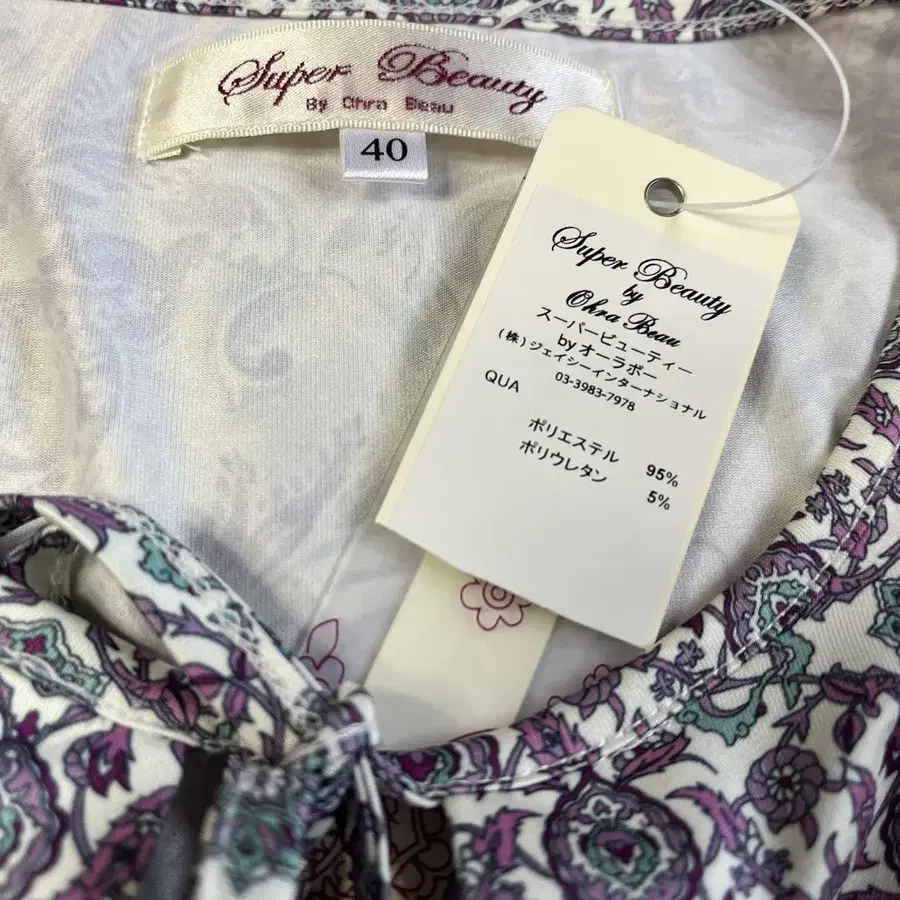 Super Beauty
By Ohra Beau
40
Super Beauty
by
Ohra Beau
スーパービューティー
byオーラボー
(株)ジェイシーインターナショナル
03-3983-7978
QUA
ポリエステル 95%
ポリウレタン 5%